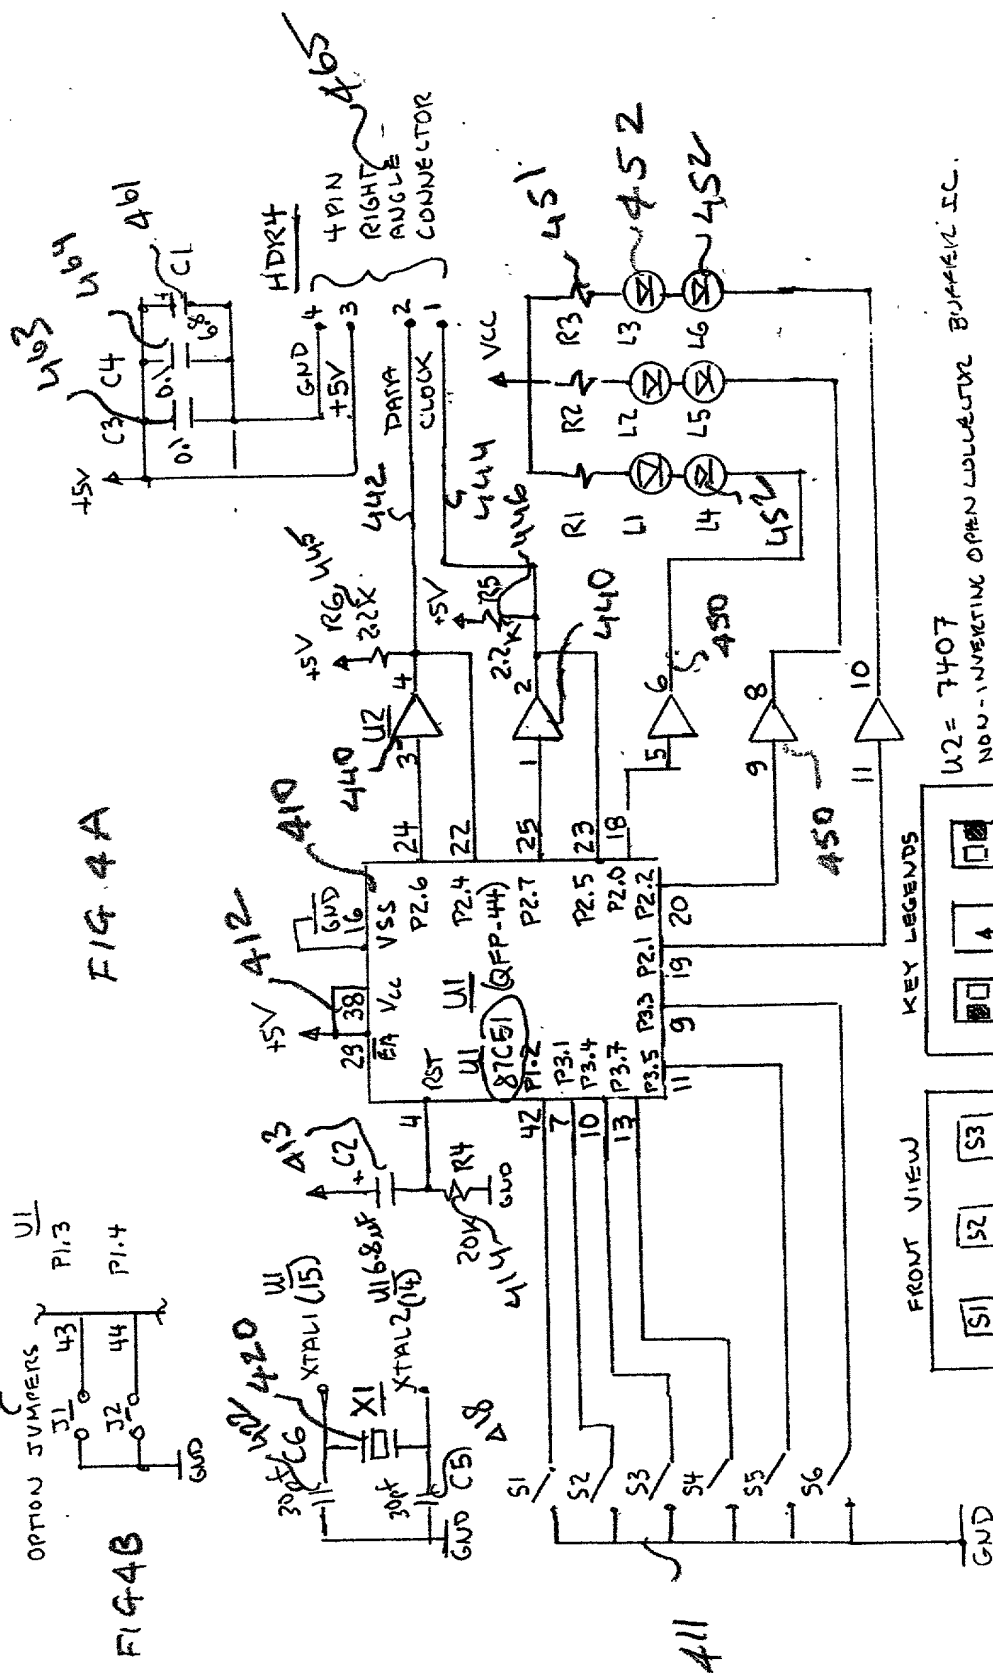 FIG 4B
OPTION JUMPERS
J1
43
U1
P1.3
J2
44
P1.4
GND
FIG. 4A
422
420
30pf
C6
XTAL1 (15)
U1
X1
30pf
C5
XTAL2 (14)
U1
GND
413
C2
+
6.8uF
4
RST
20K
R4
GND
414
+5V
412
29
38
EA
VCC
GND
16
VSS
410
U1
U1
87C51
(QFP-44)
P1.2
P3.1
P3.4
P3.7
P3.5
P3.3
P2.1
P2.2
P2.0
P2.5
P2.7
P2.4
P2.6
42
7
10
13
11
9
19
20
18
23
25
22
24
S1
S2
S3
S4
S5
S6
411
GND
440
U2
3
4
+5V
R6
2.2K
445
442
1
2
440
+5V
R5
2.2K
446
444
5
6
450
9
8
450
11
10
+5V
463
C3
0.1
464
C4
0.1
461
C1
6.8
+
HDR4
GND
4
+5V
3
DATA
2
CLOCK
1
4 PIN
RIGHT
ANGLE
CONNECTOR
465
VCC
451
R1
R2
R3
L1
L2
L3
452
L4
L5
L6
452
452
FRONT VIEW
S1
S2
S3
KEY LEGENDS
U2 = 7407
NON-INVERTING OPEN COLLECTOR BUFFER IC.